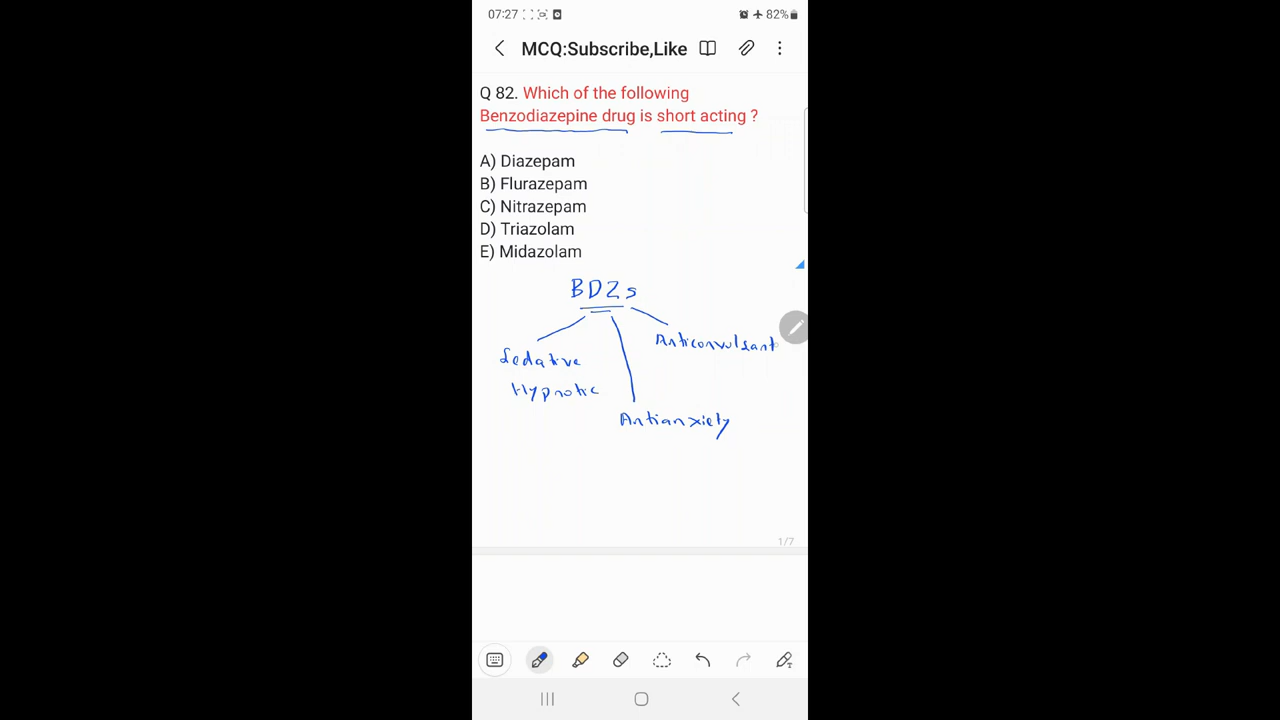 07:27 82%
MCQ:Subscribe,Like
Q 82. Which of the following
Benzodiazepine drug is short acting ?
A) Diazepam
B) Flurazepam
C) Nitrazepam
D) Triazolam
E) Midazolam
BDZs
Anticonvulsant
Sedative
Hypnotic
Antianxiety
1/7